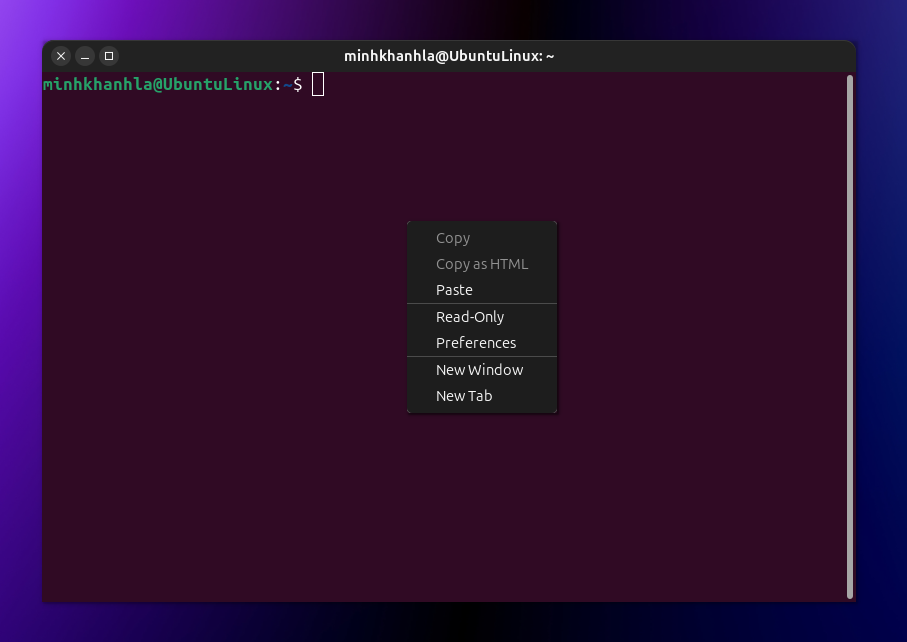 minhkhanhla@UbuntuLinux: ~
minhkhanhla@UbuntuLinux:~$
Copy
Copy as HTML
Paste
Read-Only
Preferences
New Window
New Tab